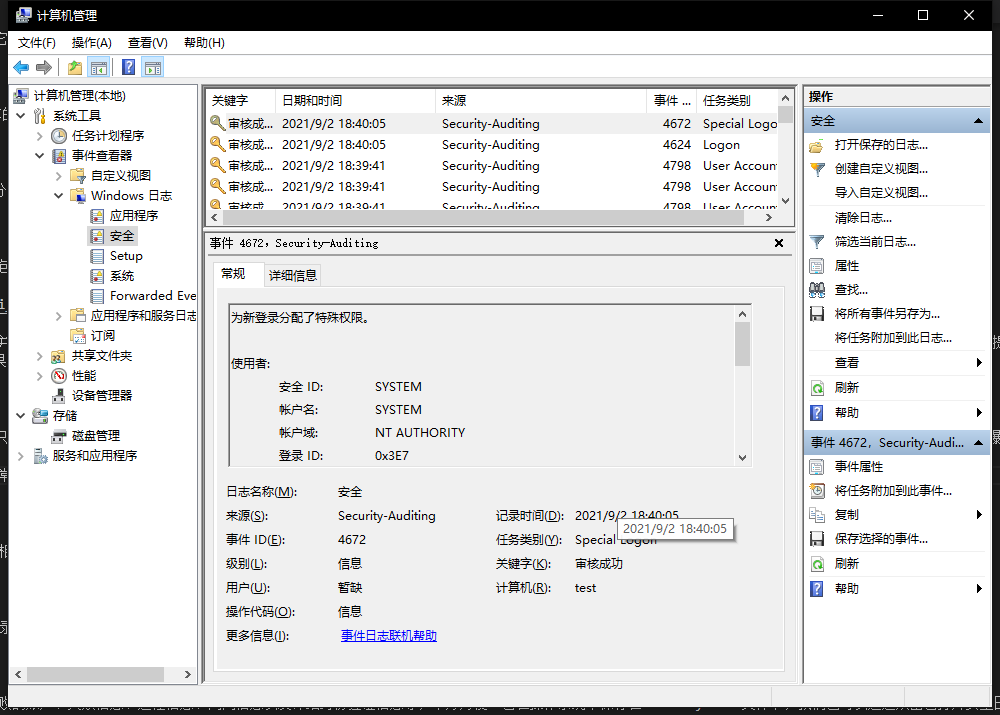 计算机管理
文件(F) 操作(A) 查看(V) 帮助(H)
计算机管理(本地)
系统工具
任务计划程序
事件查看器
自定义视图
Windows 日志
应用程序
安全
Setup
系统
Forwarded Eve
应用程序和服务日志
订阅
共享文件夹
性能
设备管理器
存储
磁盘管理
服务和应用程序
关键字 日期和时间 来源 事件 ... 任务类别
审核成... 2021/9/2 18:40:05 Security-Auditing 4672 Special Logo
审核成... 2021/9/2 18:40:05 Security-Auditing 4624 Logon
审核成... 2021/9/2 18:39:41 Security-Auditing 4798 User Accoun
审核成... 2021/9/2 18:39:41 Security-Auditing 4798 User Accoun
审核成... 2021/9/2 18:39:41 Security-Auditing 4798 User Accoun
事件 4672，Security-Auditing
常规 详细信息
为新登录分配了特殊权限。
使用者:
安全 ID: SYSTEM
帐户名: SYSTEM
帐户域: NT AUTHORITY
登录 ID: 0x3E7
日志名称(M): 安全
来源(S): Security-Auditing 记录时间(D): 2021/9/2 18:40:05
2021/9/2 18:40:05
事件 ID(E): 4672 任务类别(Y): Special Logon
级别(L): 信息 关键字(K): 审核成功
用户(U): 暂缺 计算机(R): test
操作代码(O): 信息
更多信息(I): 事件日志联机帮助
操作
安全
打开保存的日志...
创建自定义视图...
导入自定义视图...
清除日志...
筛选当前日志...
属性
查找...
将所有事件另存为...
将任务附加到此日志...
查看
刷新
帮助
事件 4672，Security-Audi...
事件属性
将任务附加到此事件...
复制
保存选择的事件...
刷新
帮助